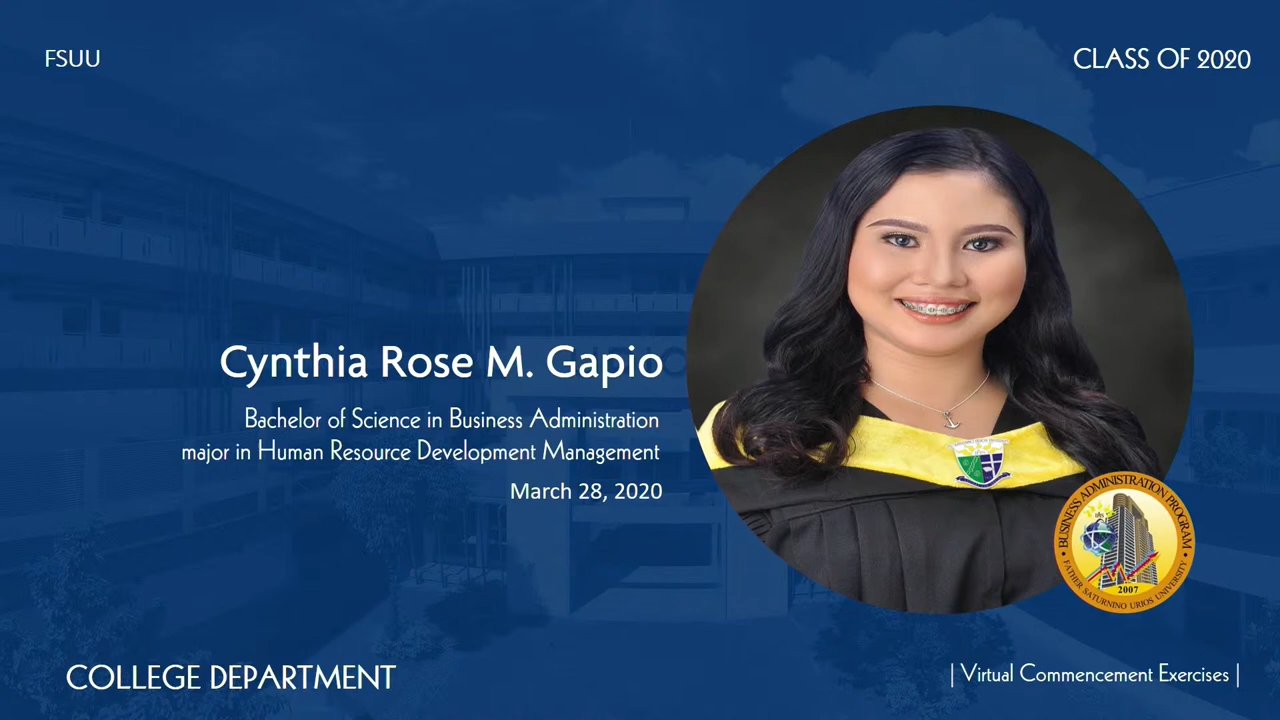 FSUU
CLASS OF 2020
Cynthia Rose M. Gapio
Bachelor of Science in Business Administration
major in Human Resource Development Management
March 28, 2020
BUSINESS ADMINISTRATION PROGRAM
FATHER SATURNINO URIOS UNIVERSITY
2007
COLLEGE DEPARTMENT
| Virtual Commencement Exercises |